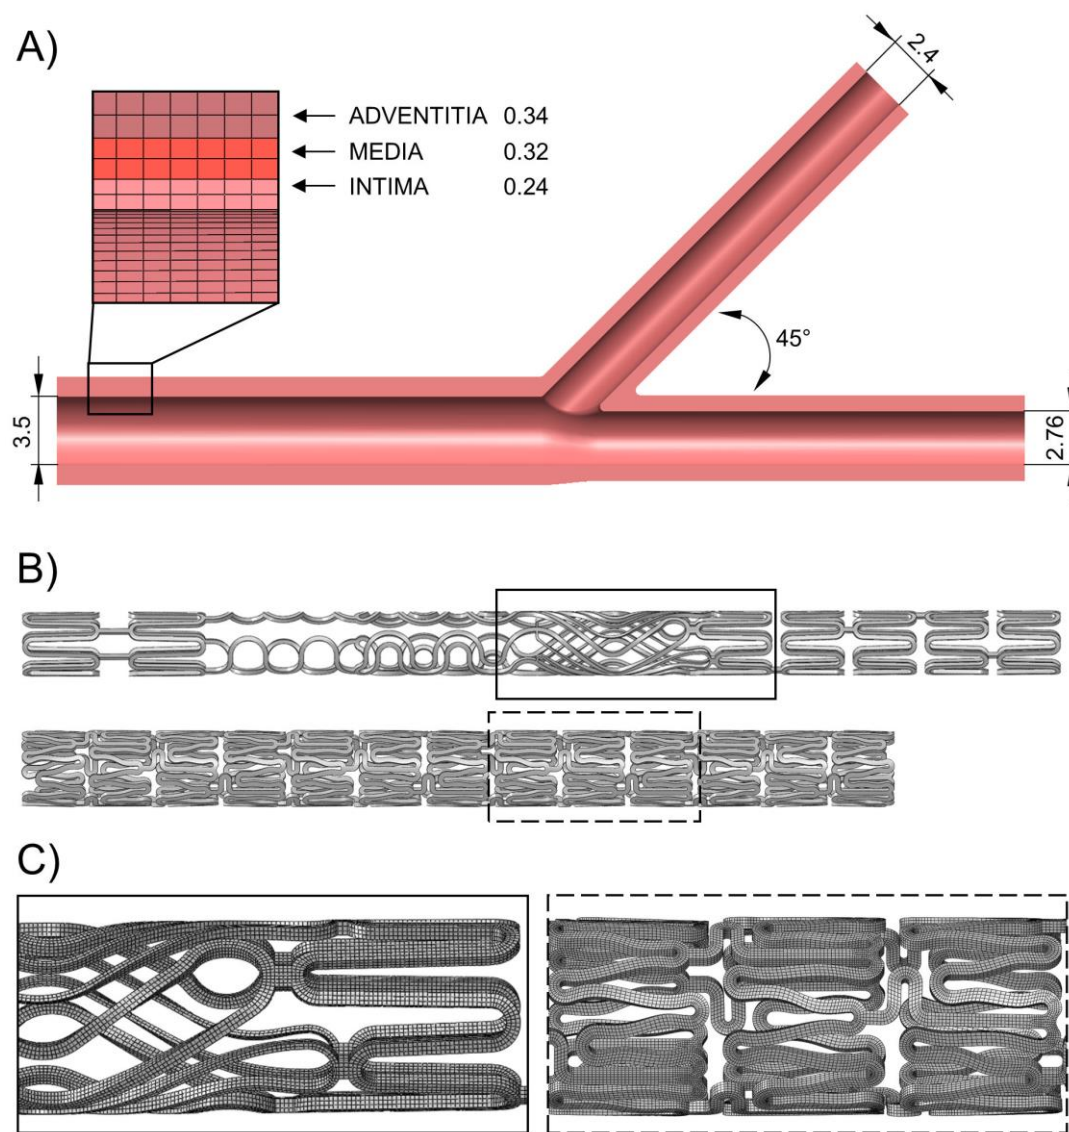 A)
2.4
ADVENTITIA 0.34
MEDIA 0.32
INTIMA 0.24
45°
3.5
2.76
B)
C)